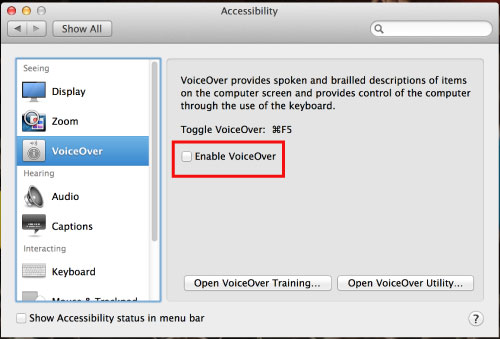 Accessibility
Show All
Seeing
Display
Zoom
VoiceOver
Hearing
Audio
Captions
Interacting
Keyboard
Mouse & Trackpad
VoiceOver provides spoken and brailled descriptions of items
on the computer screen and provides control of the computer
through the use of the keyboard.
Toggle VoiceOver: ⌘F5
Enable VoiceOver
Open VoiceOver Training...
Open VoiceOver Utility...
Show Accessibility status in menu bar
?